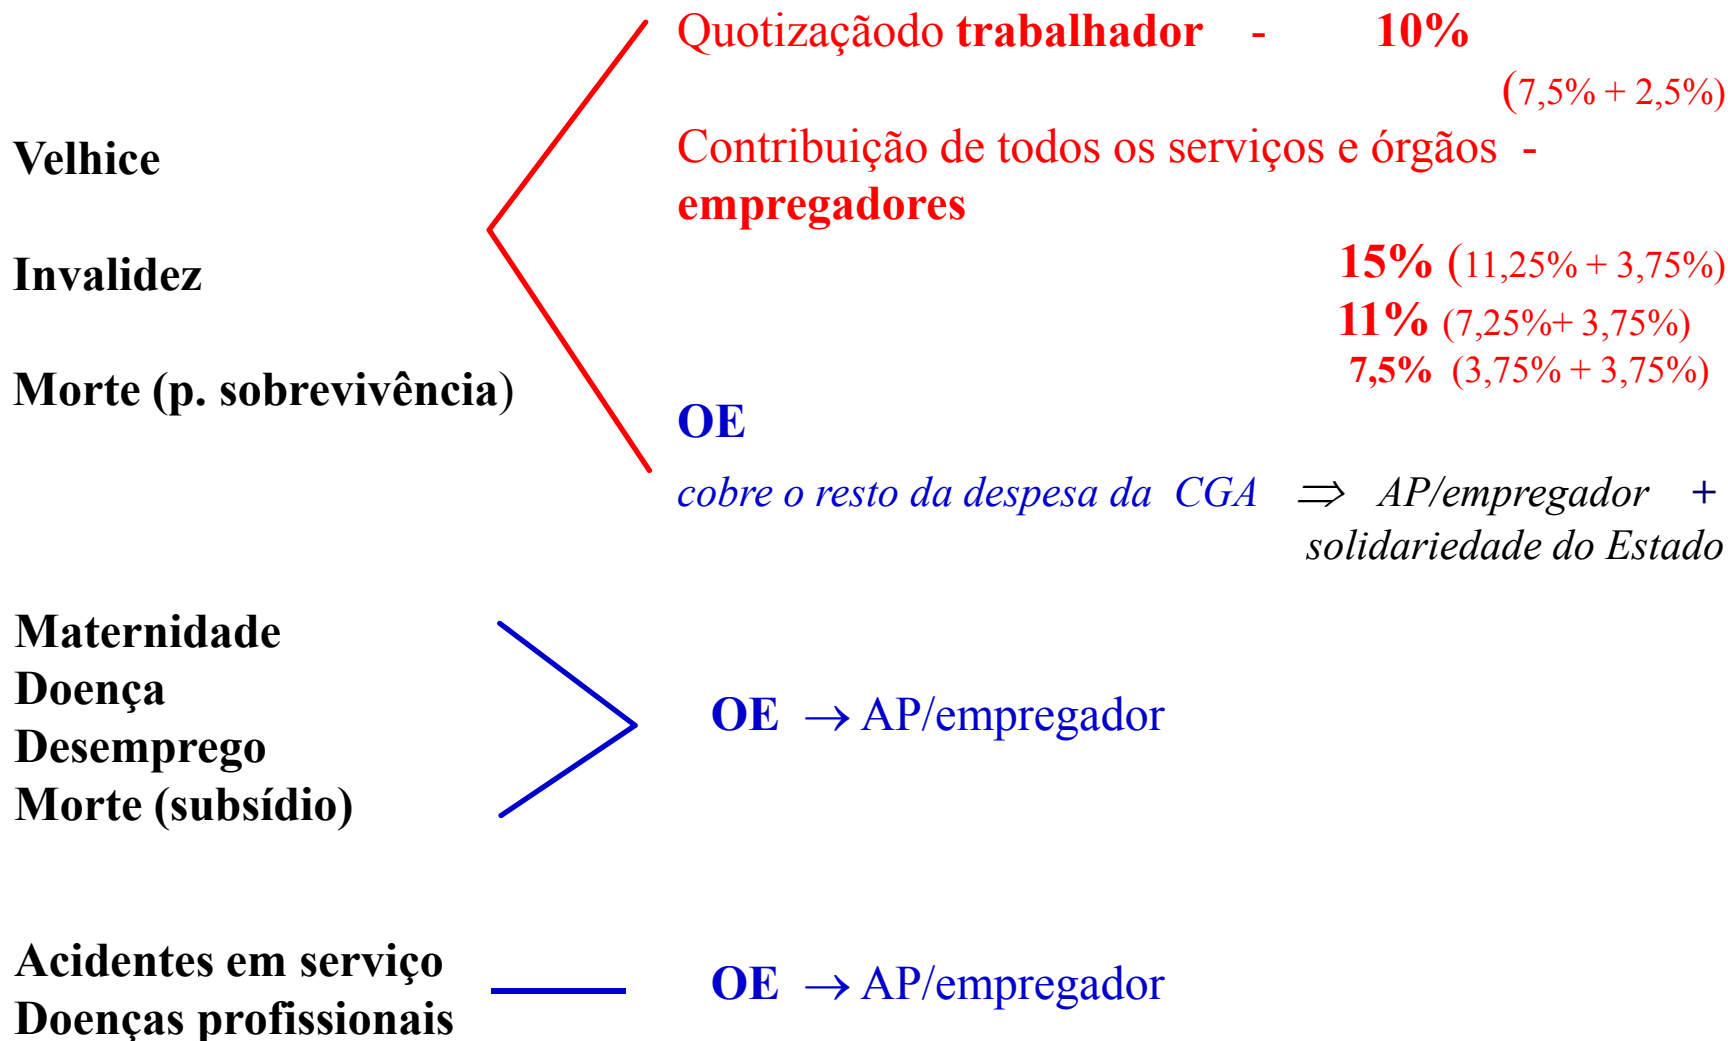 Quotizaçãodo trabalhador - 10%
(7,5% + 2,5%)
Velhice
Contribuição de todos os serviços e órgãos -
empregadores
Invalidez
15% (11,25% + 3,75%)
11% (7,25%+ 3,75%)
7,5% (3,75% + 3,75%)
Morte (p. sobrevivência)
OE
cobre o resto da despesa da CGA ⇒ AP/empregador +
solidariedade do Estado
Maternidade
Doença
Desemprego
Morte (subsídio)
OE → AP/empregador
Acidentes em serviço
Doenças profissionais
OE → AP/empregador